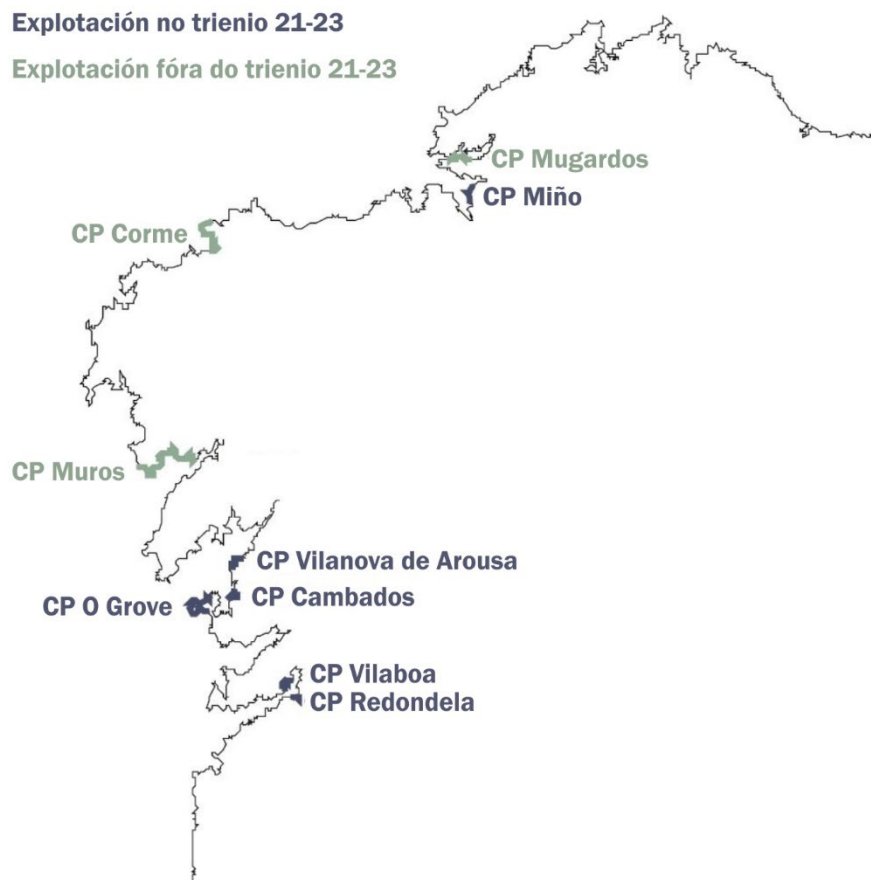 Explotación no trienio 21-23
Explotación fóra do trienio 21-23
CP Mugardos
CP Miño
CP Corme
CP Muros
CP Vilanova de Arousa
CP Cambados
CP O Grove
CP Vilaboa
CP Redondela